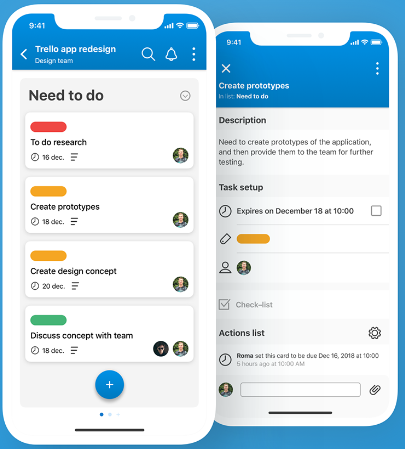 9:41
Trello app redesign
Design team
Need to do
To do research
16 dec.
Create prototypes
18 dec.
Create design concept
20 dec.
Discuss concept with team
18 dec.
9:41
Create prototypes
In list: Need to do
Description
Need to create prototypes of the application,
and then provide them to the team for further
testing.
Task setup
Expires on December 18 at 10:00
Check-list
Actions list
Roma set this card to be due Dec 16, 2018 at 10:00
5 hours ago at 10:00 AM